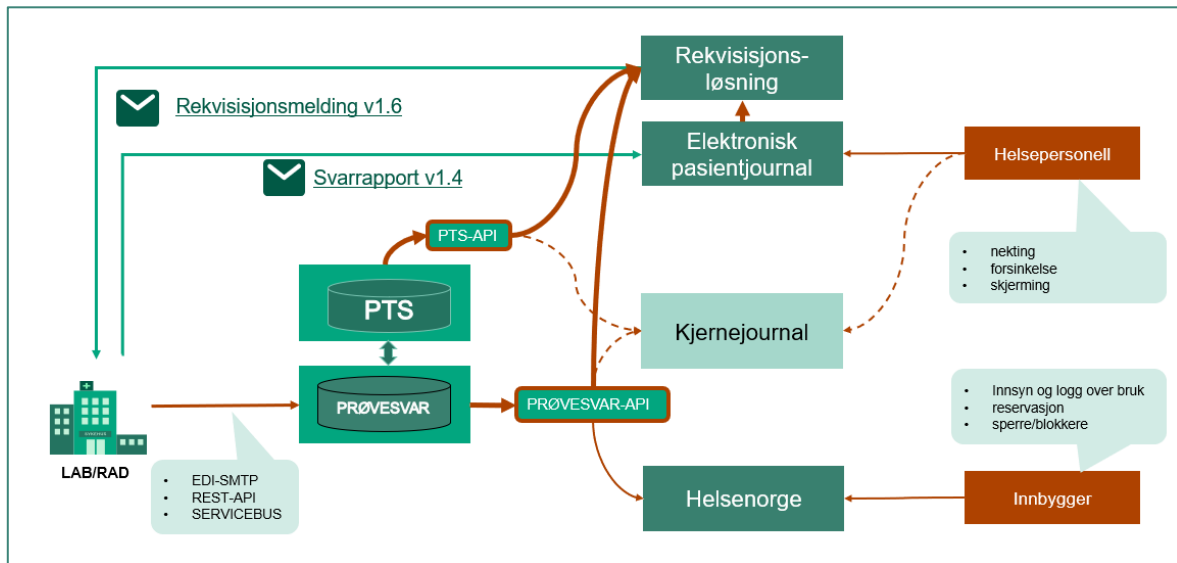 Rekvisisjons-
løsning
Rekvisisjonsmelding v1.6
Elektronisk
pasientjournal
Helsepersonell
Svarrapport v1.4
PTS-API
• nekting
• forsinkelse
• skjerming
PTS
Kjernejournal
PRØVESVAR
PRØVESVAR-API
• Innsyn og logg over bruk
• reservasjon
• sperre/blokkere
LAB/RAD
• EDI-SMTP
• REST-API
• SERVICEBUS
Helsenorge
Innbygger